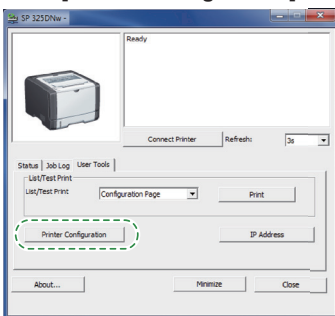 SP 325DNw -
Ready
Connect Printer Refresh: 3s
Status Job Log User Tools
List/Test Print
List/Test Print Configuration Page Print
Printer Configuration IP Address
About... Minimize Close